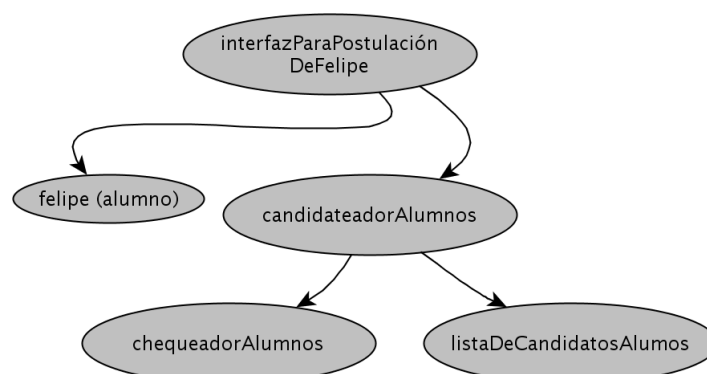 interfazParaPostulación
DeFelipe
felipe (alumno)
candidateadorAlumnos
chequeadorAlumnos
listaDeCandidatosAlumos